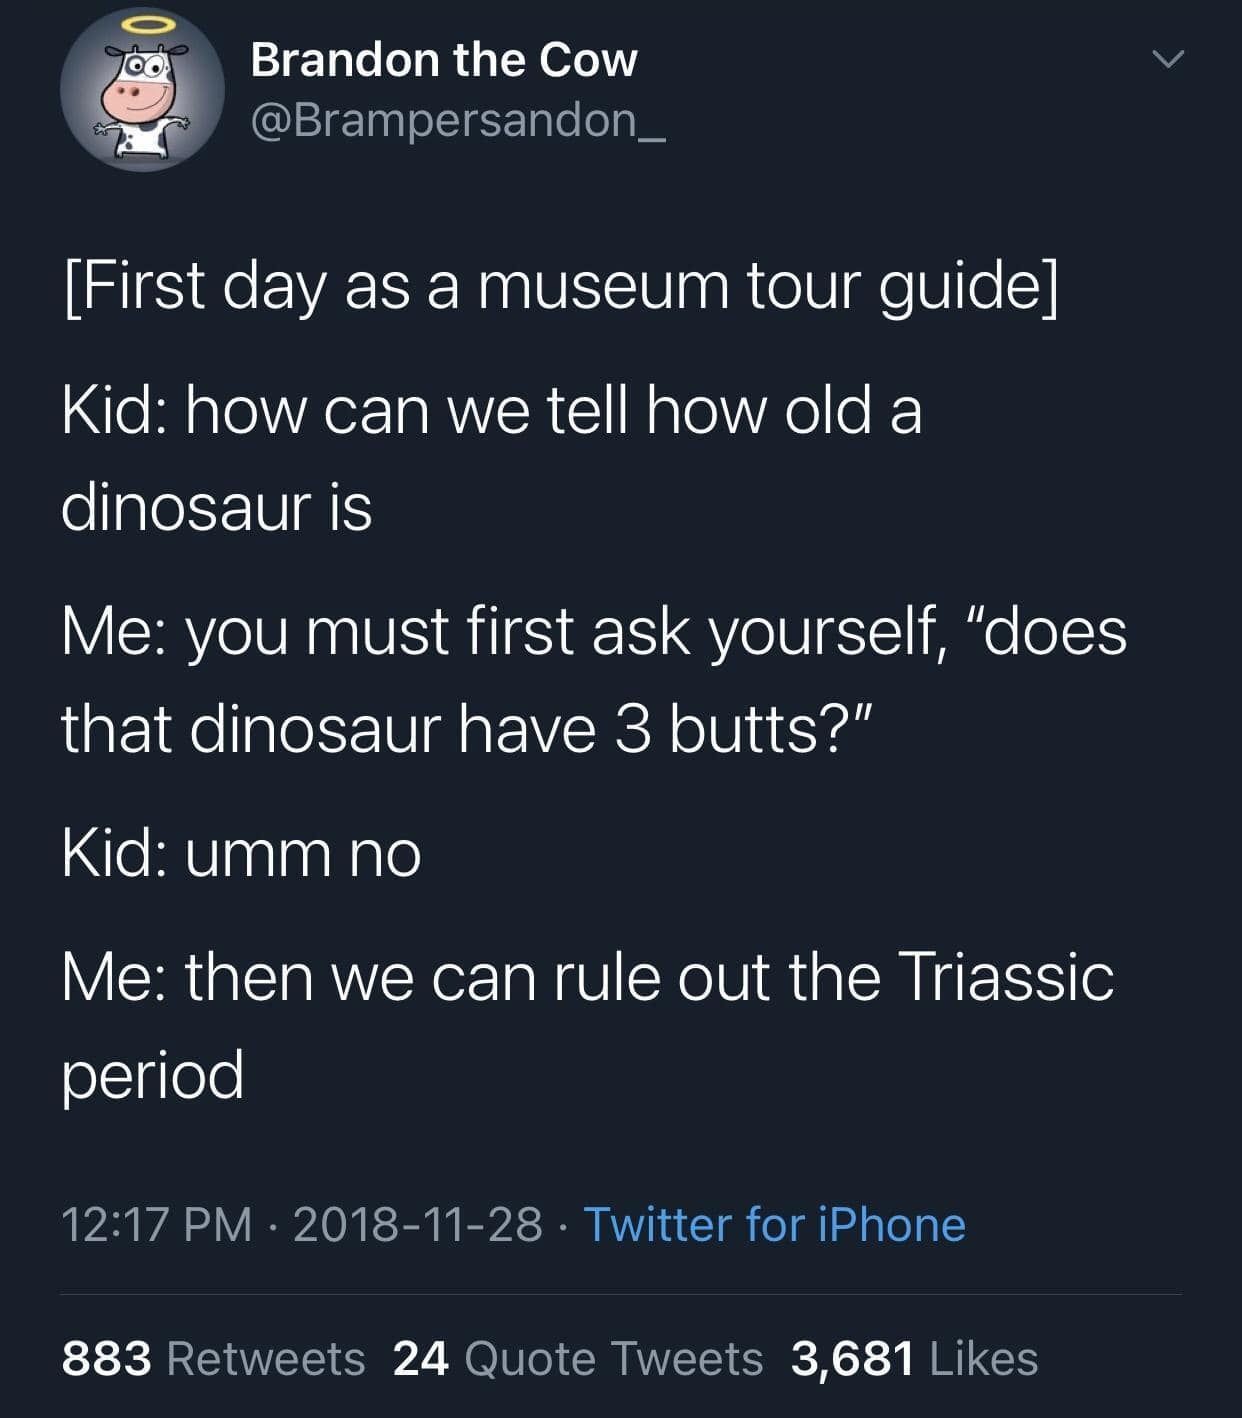 Brandon the Cow
@Brampersandon_
[First day as a museum tour guide]
Kid: how can we tell how old a
dinosaur is
Me: you must first ask yourself, “does
that dinosaur have 3 butts?”
Kid: umm no
Me: then we can rule out the Triassic
period
12:17 PM · 2018-11-28 · Twitter for iPhone
883 Retweets 24 Quote Tweets 3,681 Likes